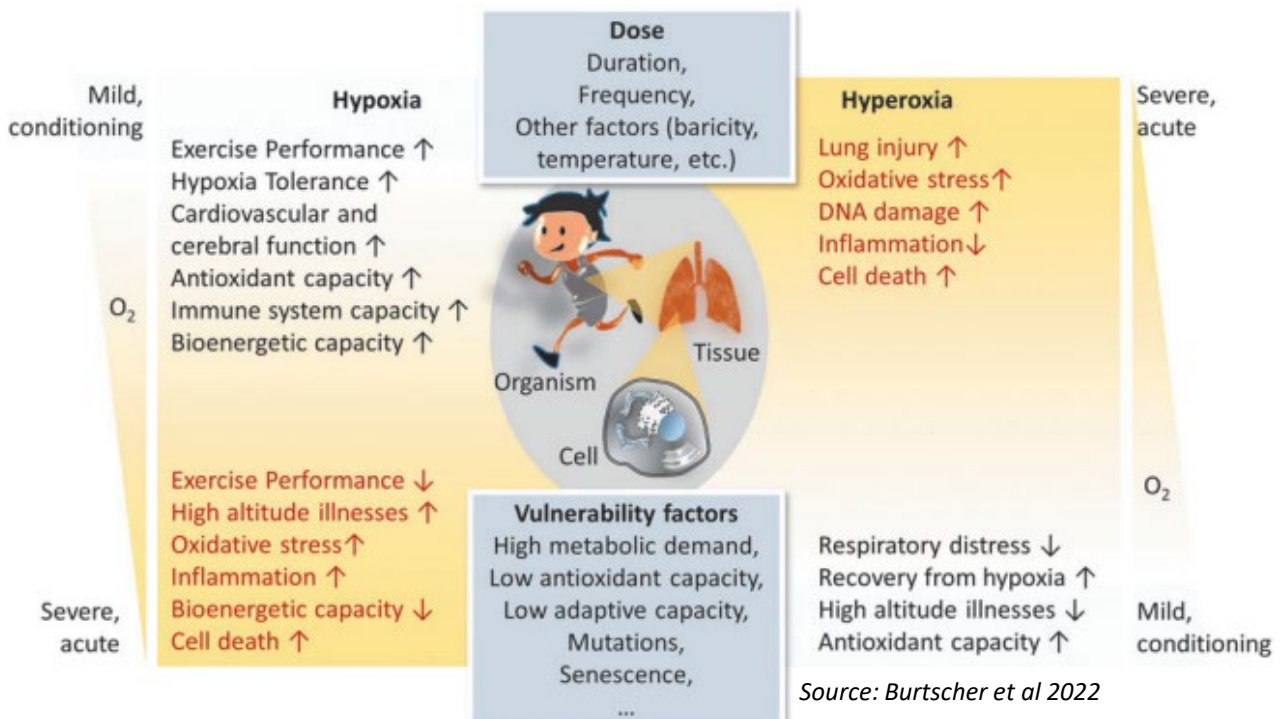 Dose
Duration,
Frequency,
Other factors (baricity,
temperature, etc.)
Mild,
conditioning
O₂
Severe,
acute
Hypoxia
Exercise Performance ↑
Hypoxia Tolerance ↑
Cardiovascular and
cerebral function ↑
Antioxidant capacity ↑
Immune system capacity ↑
Bioenergetic capacity ↑
Exercise Performance ↓
High altitude illnesses ↑
Oxidative stress↑
Inflammation ↑
Bioenergetic capacity ↓
Cell death ↑
Organism
Tissue
Cell
Vulnerability factors
High metabolic demand,
Low antioxidant capacity,
Low adaptive capacity,
Mutations,
Senescence,
...
Hyperoxia
Lung injury ↑
Oxidative stress↑
DNA damage ↑
Inflammation↓
Cell death ↑
Respiratory distress ↓
Recovery from hypoxia ↑
High altitude illnesses ↓
Antioxidant capacity ↑
Severe,
acute
O₂
Mild,
conditioning
Source: Burtscher et al 2022